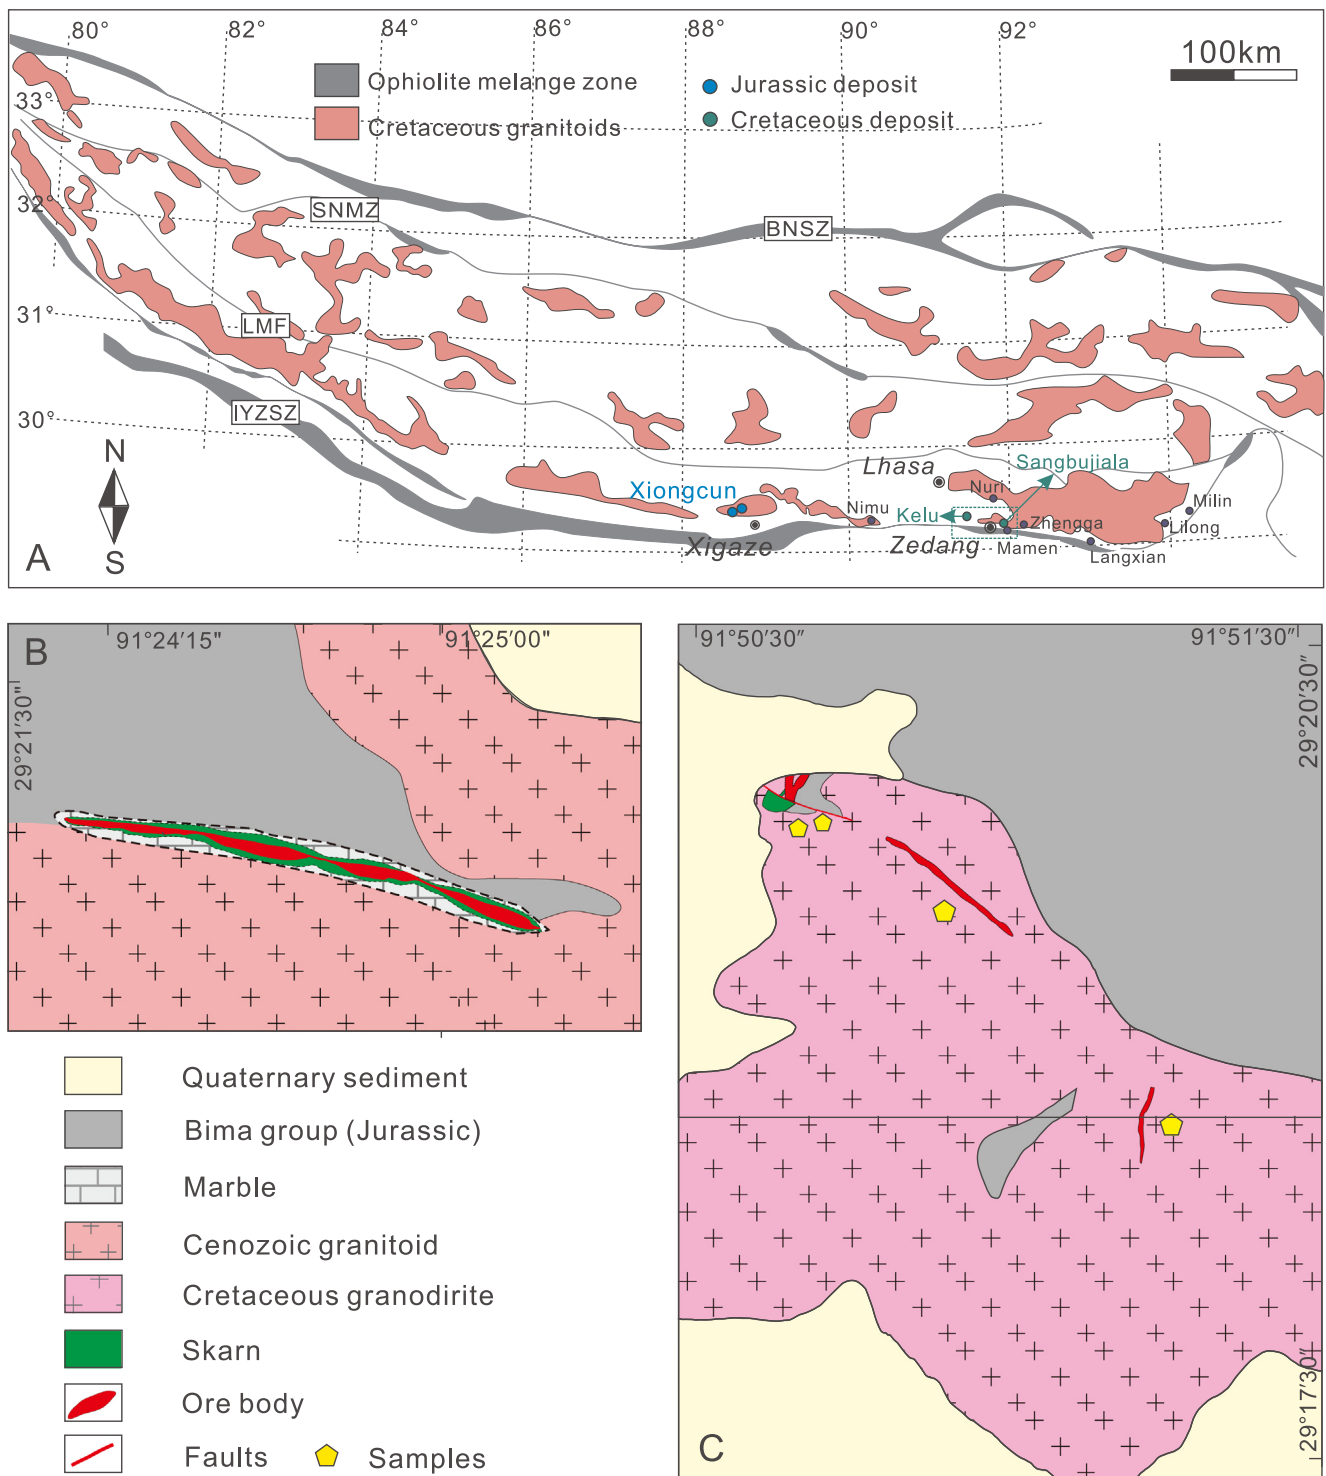 80° 82° 84° 86° 88° 90° 92°
100km
Ophiolite melange zone
Jurassic deposit
33°
Cretaceous granitoids
Cretaceous deposit
32°
SNMZ
BNSZ
31°
LMF
30°
IYZSZ
N
S
A
Lhasa
Sangbujiala
Xiongcun
Nuri
Nimu
Kelu
Zhengga
Milin
Lilong
Xigaze
Zedang
Mamen
Langxian
B
91°24′15"
91°25′00"
29°21′30"
91°50′30″
91°51′30″
29°20′30″
29°17′30″
C
Quaternary sediment
Bima group (Jurassic)
Marble
Cenozoic granitoid
Cretaceous granodirite
Skarn
Ore body
Faults
Samples